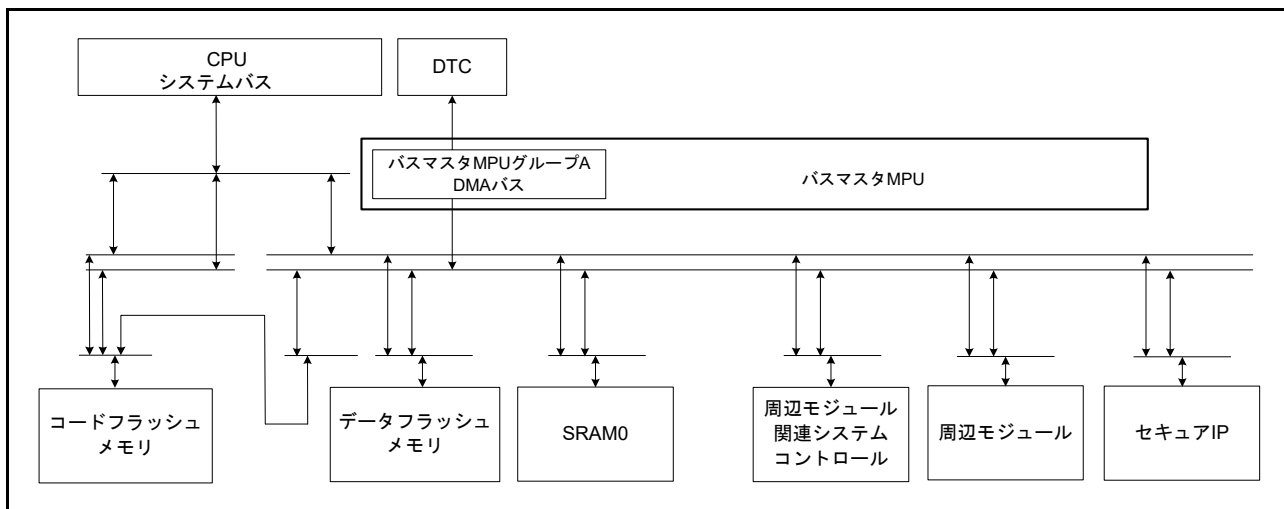 CPU
システムバス
DTC
バスマスタMPUグループA
DMAバス
バスマスタMPU
コードフラッシュ
メモリ
データフラッシュ
メモリ
SRAM0
周辺モジュール
関連システム
コントロール
周辺モジュール
セキュアIP